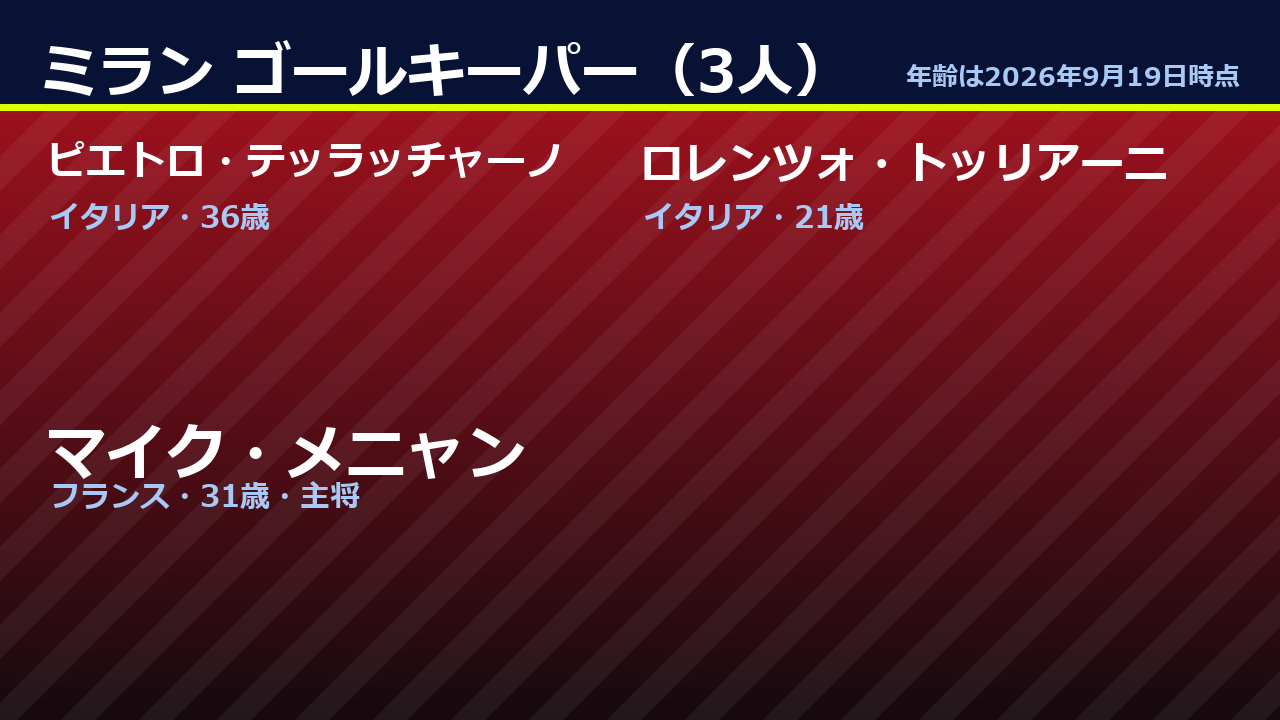 ミラン ゴールキーパー（3人）
年齢は2026年9月19日時点
ピエトロ・テッラッチャーノ
イタリア・36歳
ロレンツォ・トッリアーニ
イタリア・21歳
マイク・メニャン
フランス・31歳・主将